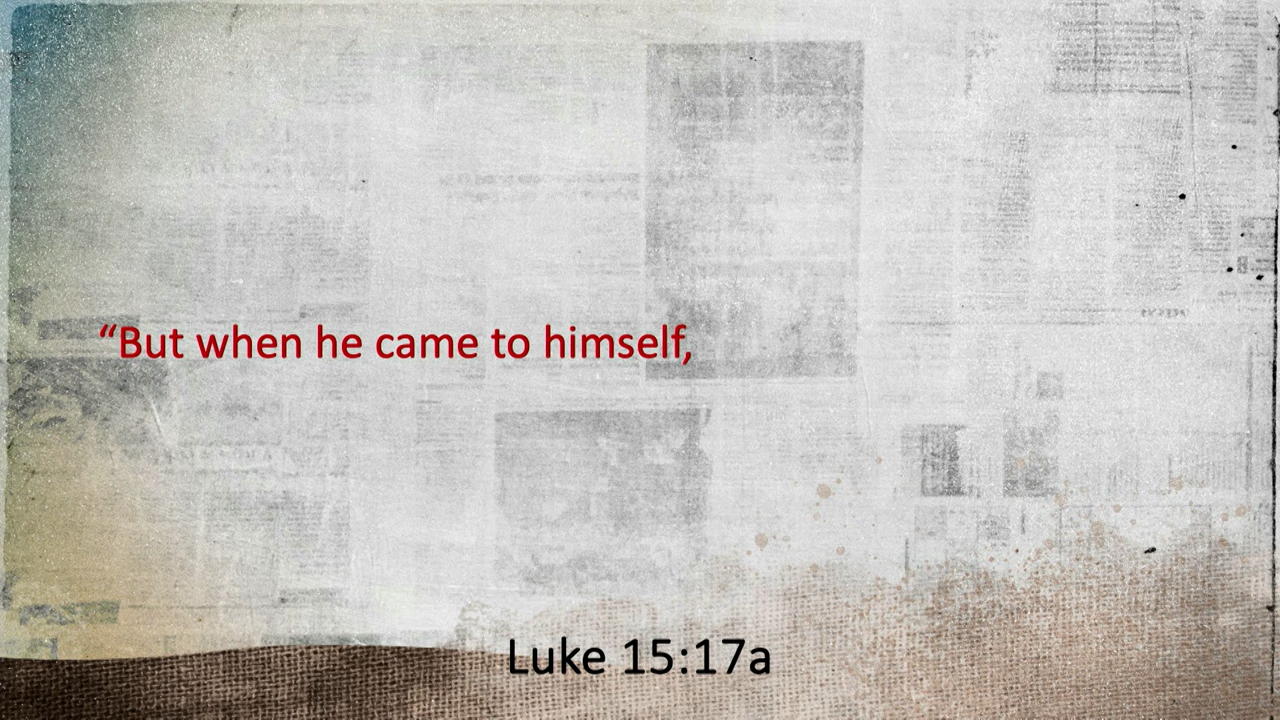 “But when he came to himself,
Luke 15:17a